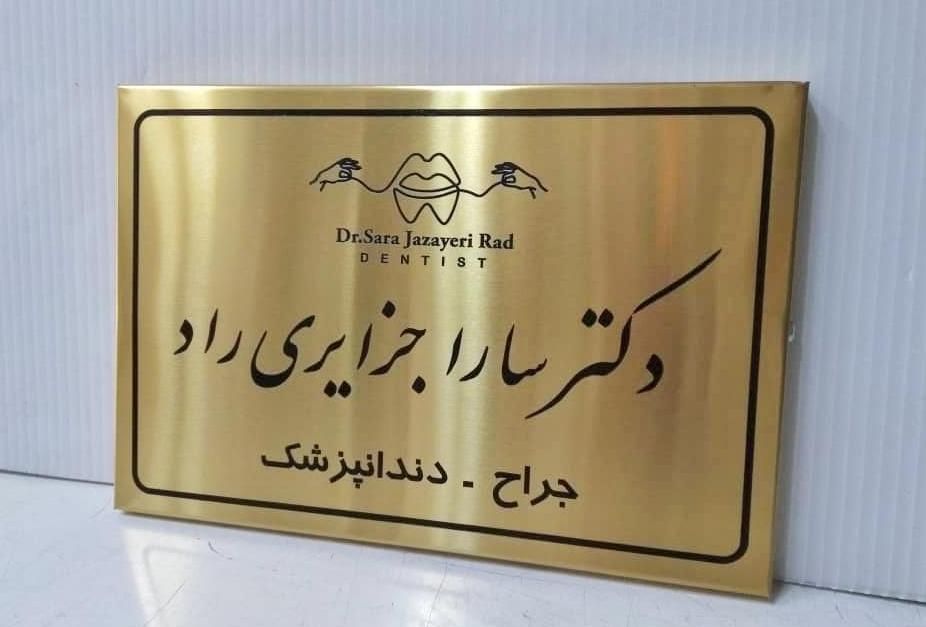 Dr.Sara Jazayeri Rad
DENTIST
دکتر سارا جزایری راد
جراح - دندانپزشک